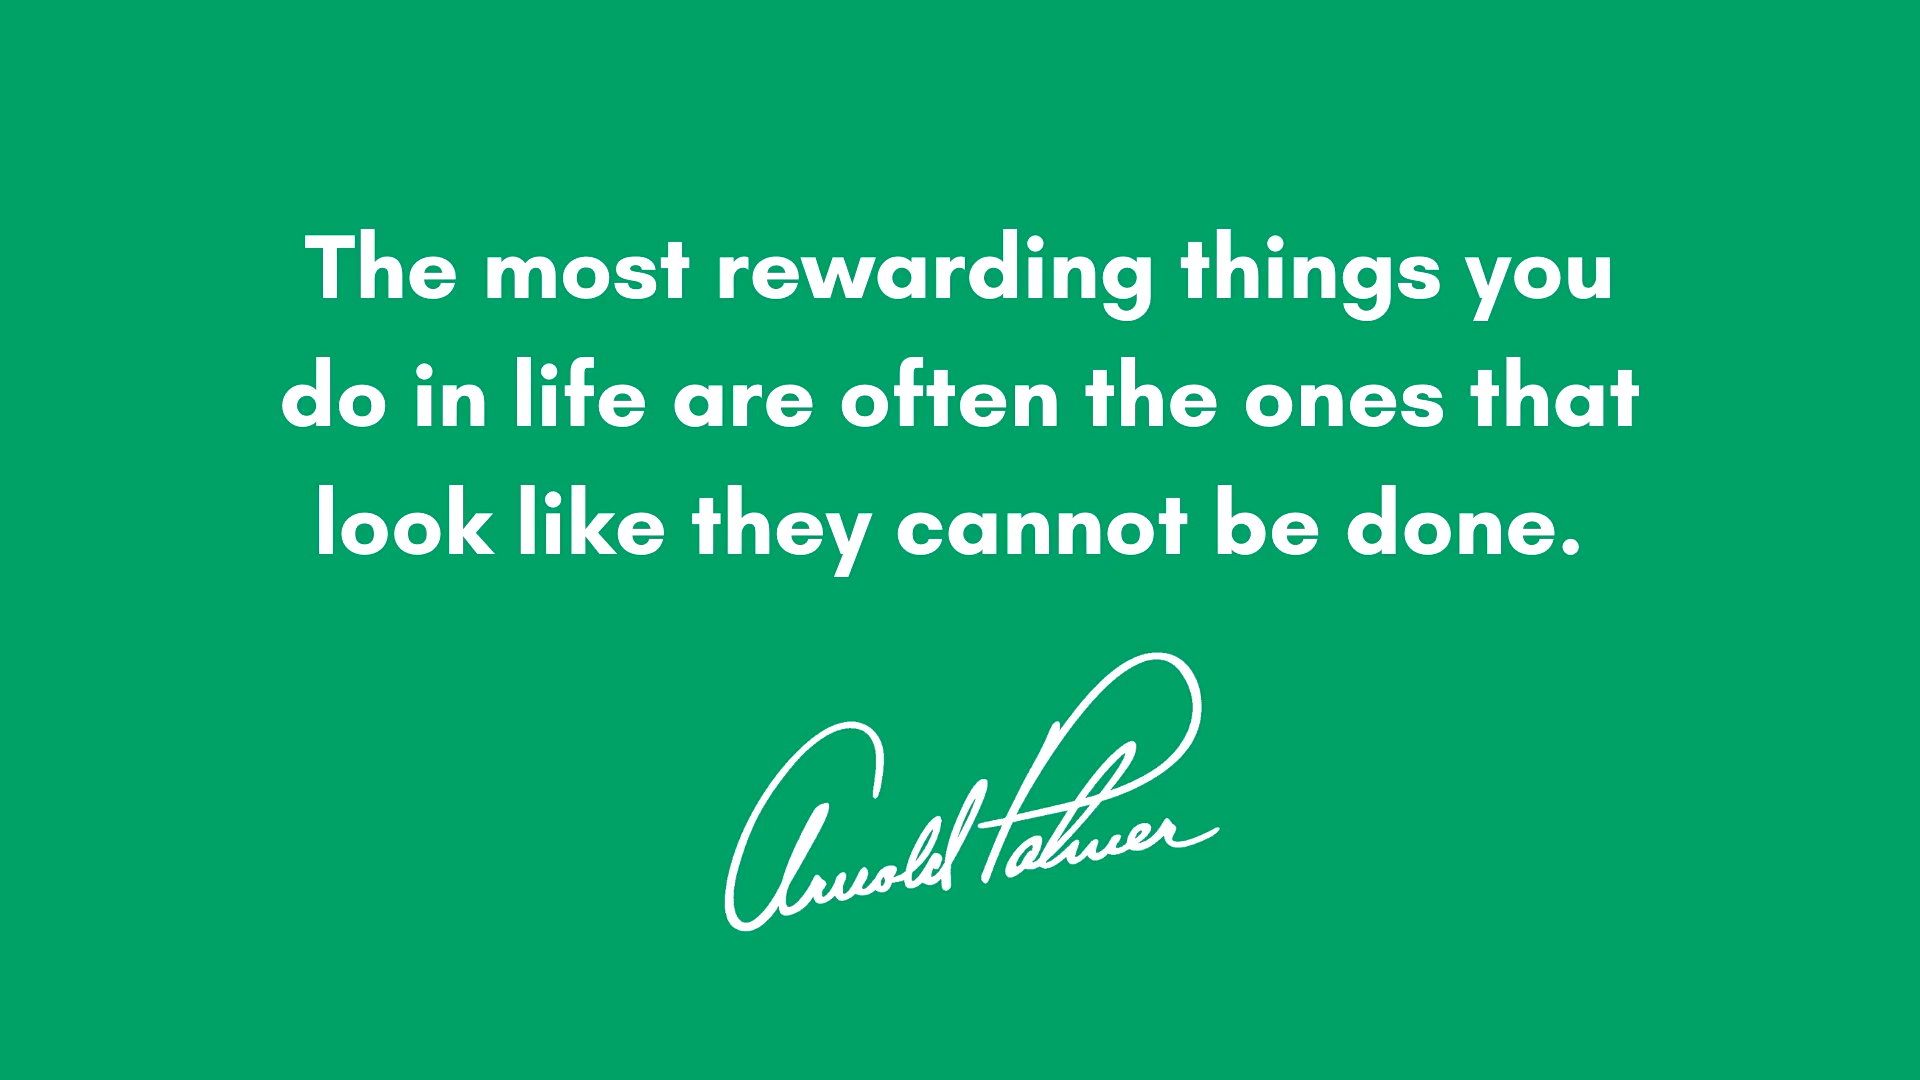 The most rewarding things you
do in life are often the ones that
look like they cannot be done.
Arnold Palmer